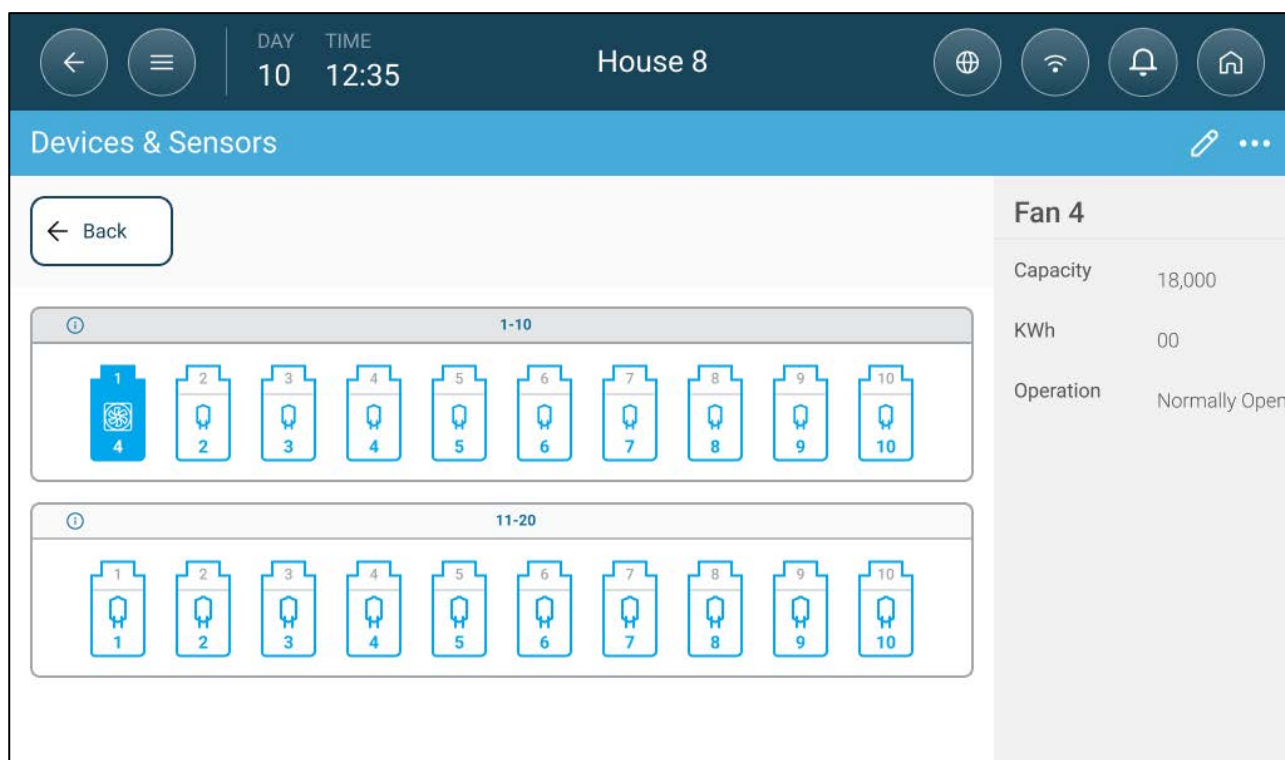 DAY TIME
10 12:35
House 8
Devices & Sensors
Back
1-10
1 2 3 4 5 6 7 8 9 10
4 2 3 4 5 6 7 8 9 10
11-20
1 2 3 4 5 6 7 8 9 10
1 2 3 4 5 6 7 8 9 10
Fan 4
Capacity 18,000
KWh 00
Operation Normally Open